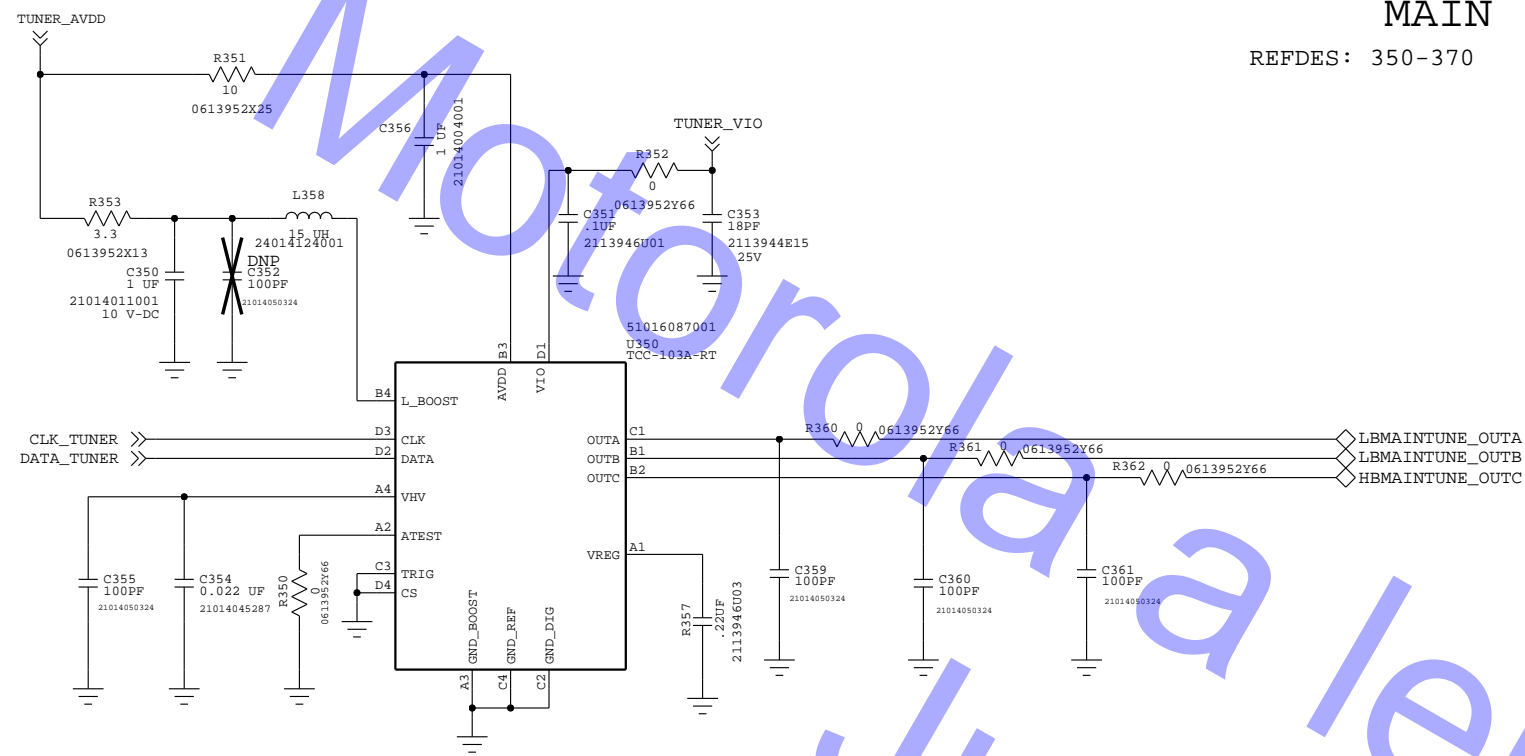 MAIN
REFDES: 350-370
TUNER_AVDD
R351
10
0613952X25
C356
1 UF
21014004001
TUNER_VIO
R352
0
0613952Y66
C351
.1UF
2113946U01
C353
18PF
2113944E15
25V
R353
3.3
0613952X13
L358
15 UH
24014124001
C350
1 UF
21014011001
10 V-DC
DNP
C352
100PF
21014050324
51016087001
U350
TCC-103A-RT
B3
AVDD
D1
VIO
B4
L_BOOST
CLK_TUNER
D3
CLK
DATA_TUNER
D2
DATA
A4
VHV
A2
ATEST
C3
TRIG
D4
CS
C355
100PF
21014050324
C354
0.022 UF
21014045287
R350
0
0613952Y66
GND_BOOST
A3
GND_REF
C4
GND_DIG
C2
OUTA
C1
R360 0 0613952Y66
LBMAINTUNE_OUTA
OUTB
B1
R361 0 0613952Y66
LBMAINTUNE_OUTB
OUTC
B2
R362 0 0613952Y66
HBMAINTUNE_OUTC
VREG
A1
R357
.22UF
2113946U03
C359
100PF
21014050324
C360
100PF
21014050324
C361
100PF
21014050324
Motorola a le